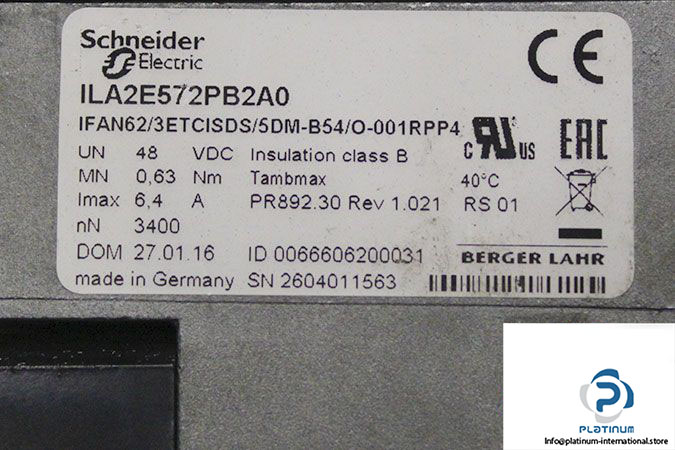 Schneider
Electric
CE
ILA2E572PB2A0
IFAN62/3ETCISDS/5DM-B54/O-001RPP4
UN 48 VDC Insulation class B
c RU US EAC
MN 0,63 Nm Tambmax 40°C
Imax 6,4 A PR892.30 Rev 1.021 RS 01
nN 3400
DOM 27.01.16 ID 0066606200031 BERGER LAHR
made in Germany SN 2604011563
PLATINUM
Info@platinum-international.store